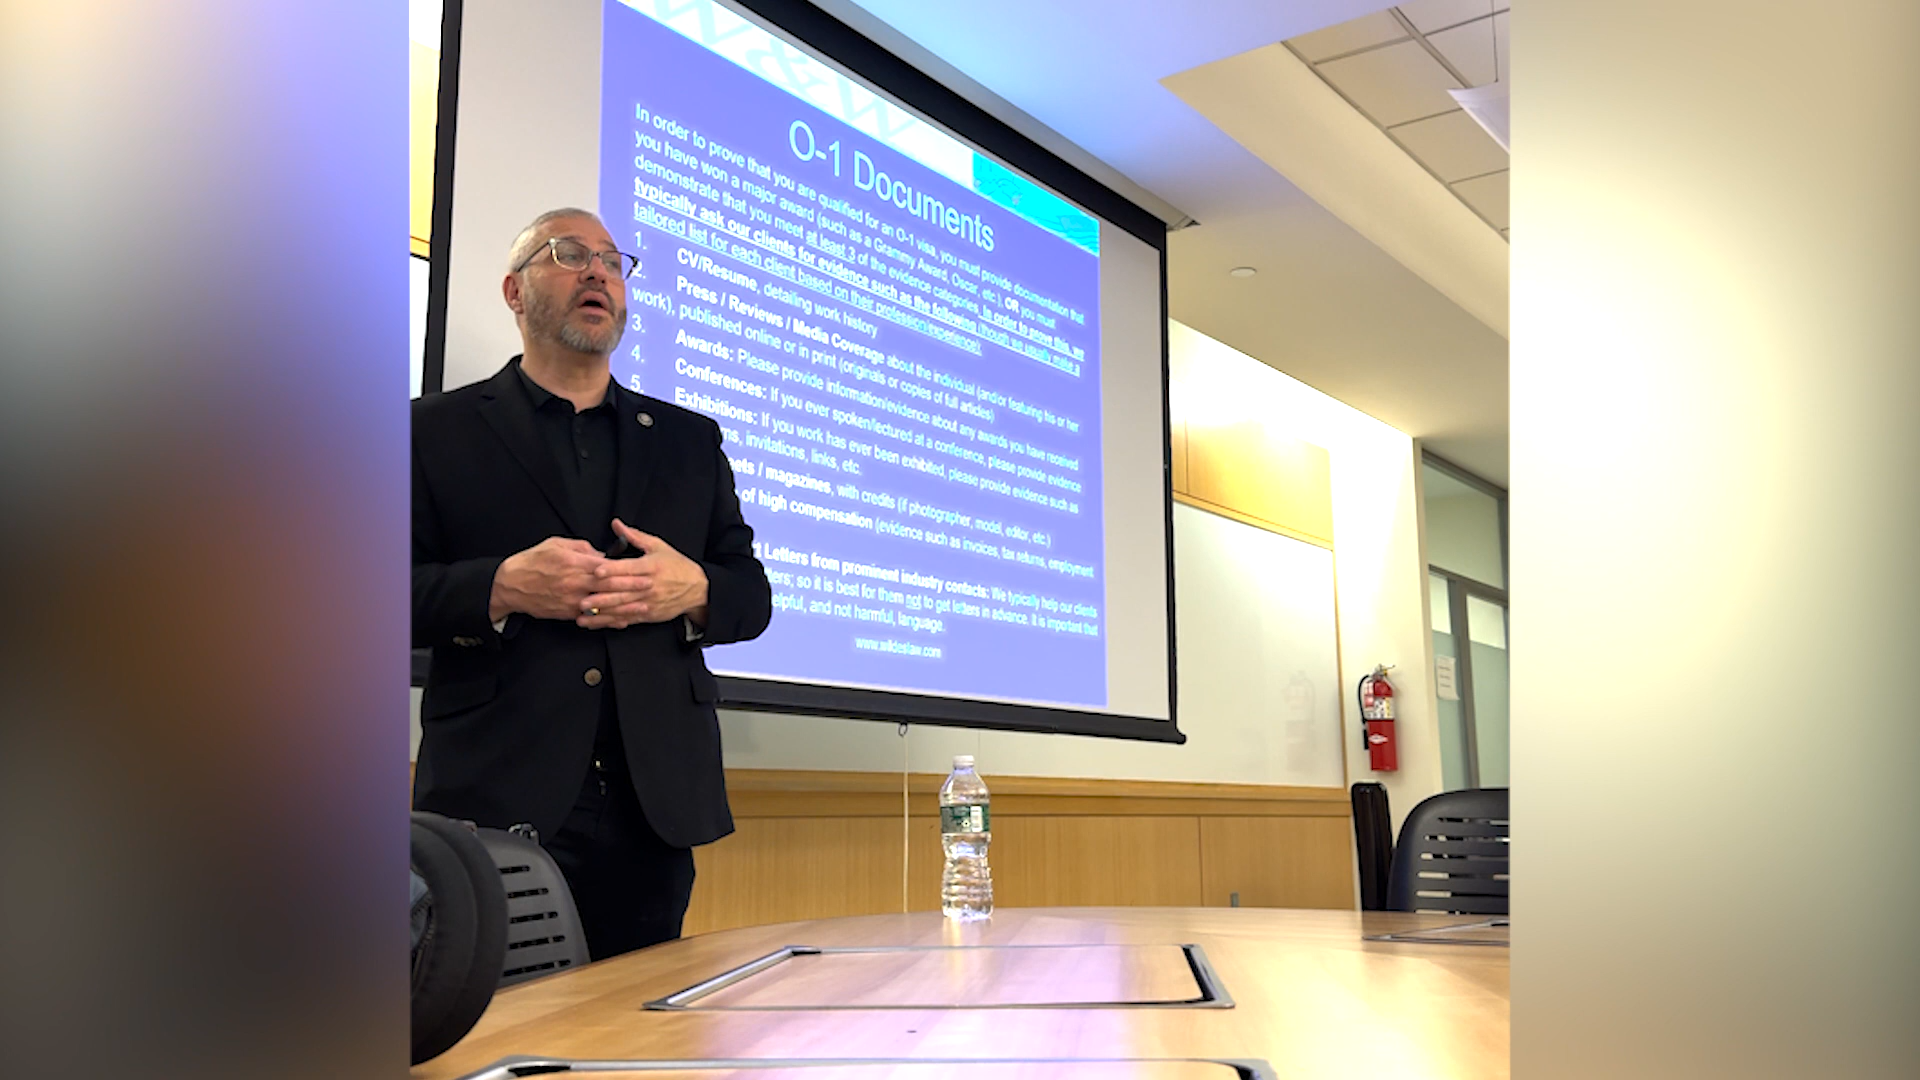 W&W
O-1 Documents
In order to prove that you are qualified for an O-1 visa, you must provide documentation that
you have won a major award (such as a Grammy Award, Oscar, etc.), OR you must
demonstrate that you meet at least 3 of the evidence categories. In order to prove this, we
typically ask our clients for evidence such as the following (though we usually make a
tailored list for each client based on their profession/experience):
1. CV/Resume, detailing work history
2. Press / Reviews / Media Coverage about the individual (and/or featuring his or her
work), published online or in print (originals or copies of full articles)
3. Awards: Please provide information/evidence about any awards you have received
4. Conferences: If you ever spoken/lectured at a conference, please provide evidence
5. Exhibitions: If you work has ever been exhibited, please provide evidence such as
invitations, links, etc.
/ magazines, with credits (if photographer, model, editor, etc.)
of high compensation (evidence such as invoices, tax returns, employment
Letters from prominent industry contacts: We typically help our clients
so it is best for them not to get letters in advance. It is important that
and not harmful, language.
www.wildeslaw.com